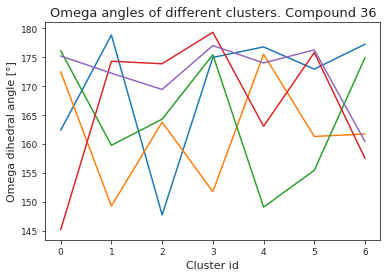 Omega angles of different clusters. Compound 36
Omega dihedral angle [°]
180
175
170
165
160
155
150
145
0 1 2 3 4 5 6
Cluster id